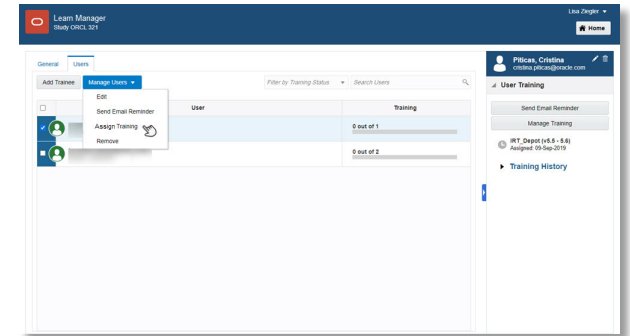 Learn Manager
Study ORCL 321
Lisa Ziegler
Home
General
Users
Add Trainee
Manage Users
Filter by Training Status
Search Users
Edit
Send Email Reminder
Assign Training
Remove
User
Training
0 out of 1
0 out of 2
Piticas, Cristina
cristina.piticas@oracle.com
User Training
Send Email Reminder
Manage Training
IRT_Depot (v5.5 - 5.6)
Assigned: 09-Sep-2019
Training History